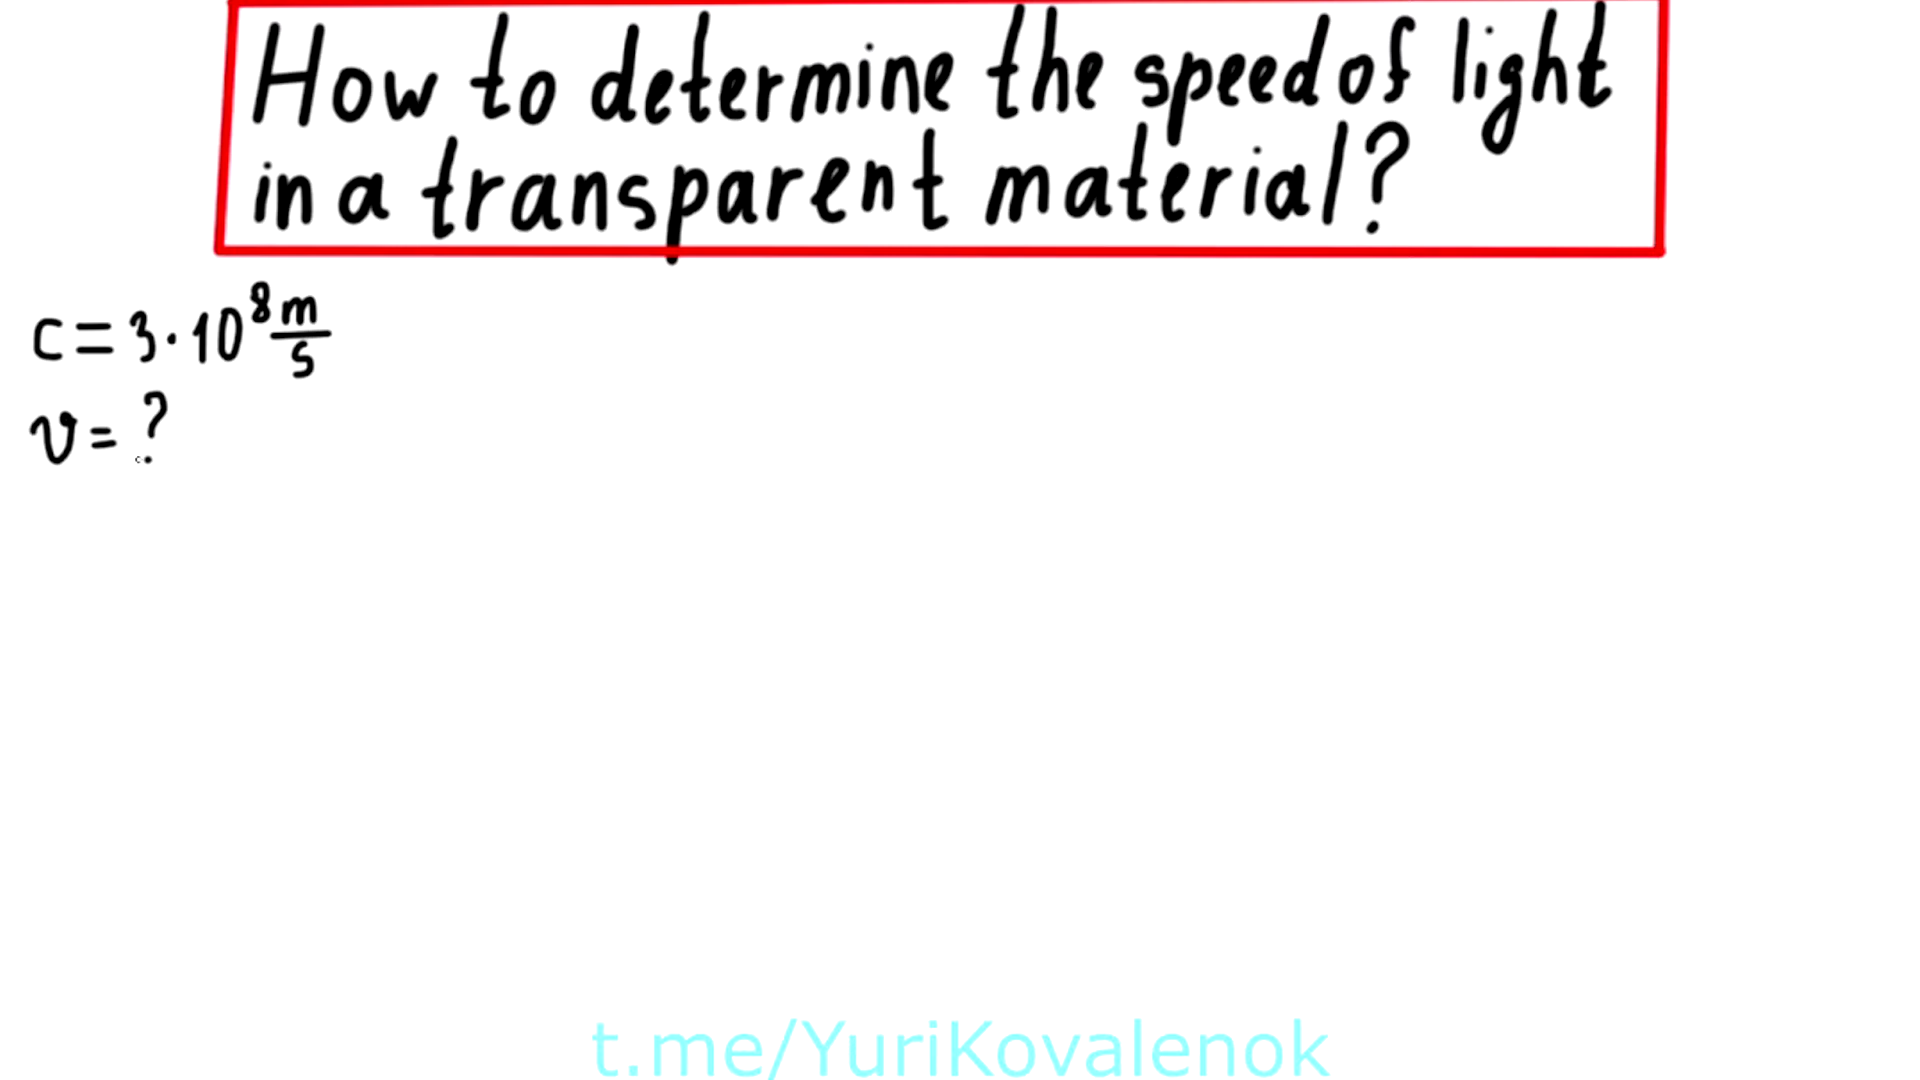 How to determine the speed of light
in a transparent material?
c = 3·10⁸ m/s
v = ?
t.me/YuriKovalenok